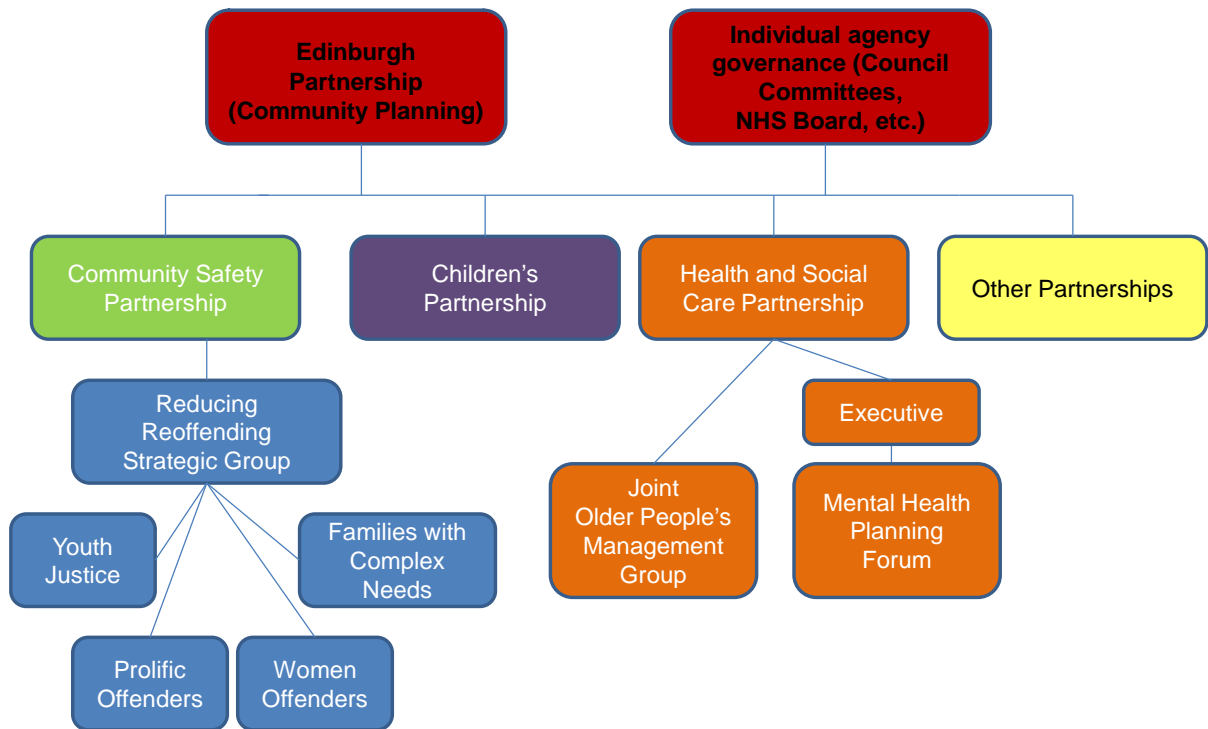 Edinburgh
Partnership
(Community Planning)
Individual agency
governance (Council
Committees,
NHS Board, etc.)
Community Safety
Partnership
Children’s
Partnership
Health and Social
Care Partnership
Other Partnerships
Reducing
Reoffending
Strategic Group
Executive
Joint
Older People’s
Management
Group
Mental Health
Planning
Forum
Youth
Justice
Families with
Complex
Needs
Prolific
Offenders
Women
Offenders